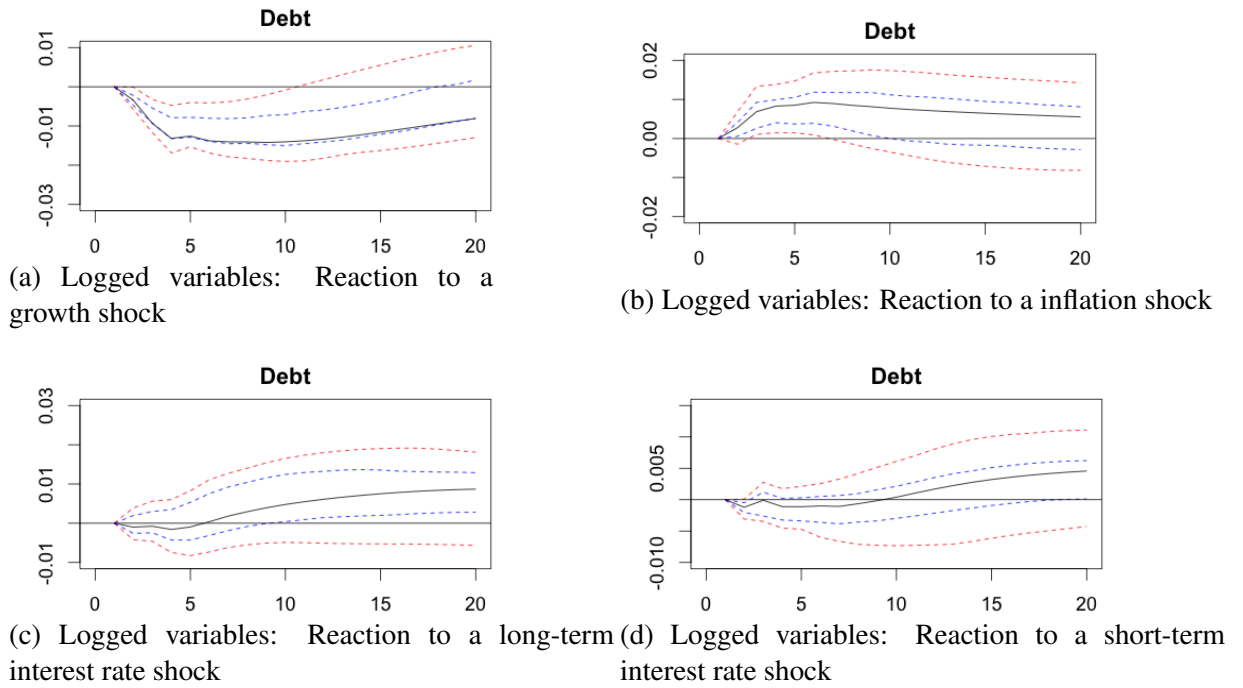 Debt
0.01
-0.01
-0.03
0 5 10 15 20
(a) Logged variables: Reaction to a
growth shock
Debt
0.02
0.00
-0.02
0 5 10 15 20
(b) Logged variables: Reaction to a inflation shock
Debt
0.03
0.01
-0.01
0 5 10 15 20
(c) Logged variables: Reaction to a long-term
interest rate shock
Debt
0.005
-0.010
0 5 10 15 20
(d) Logged variables: Reaction to a short-term
interest rate shock